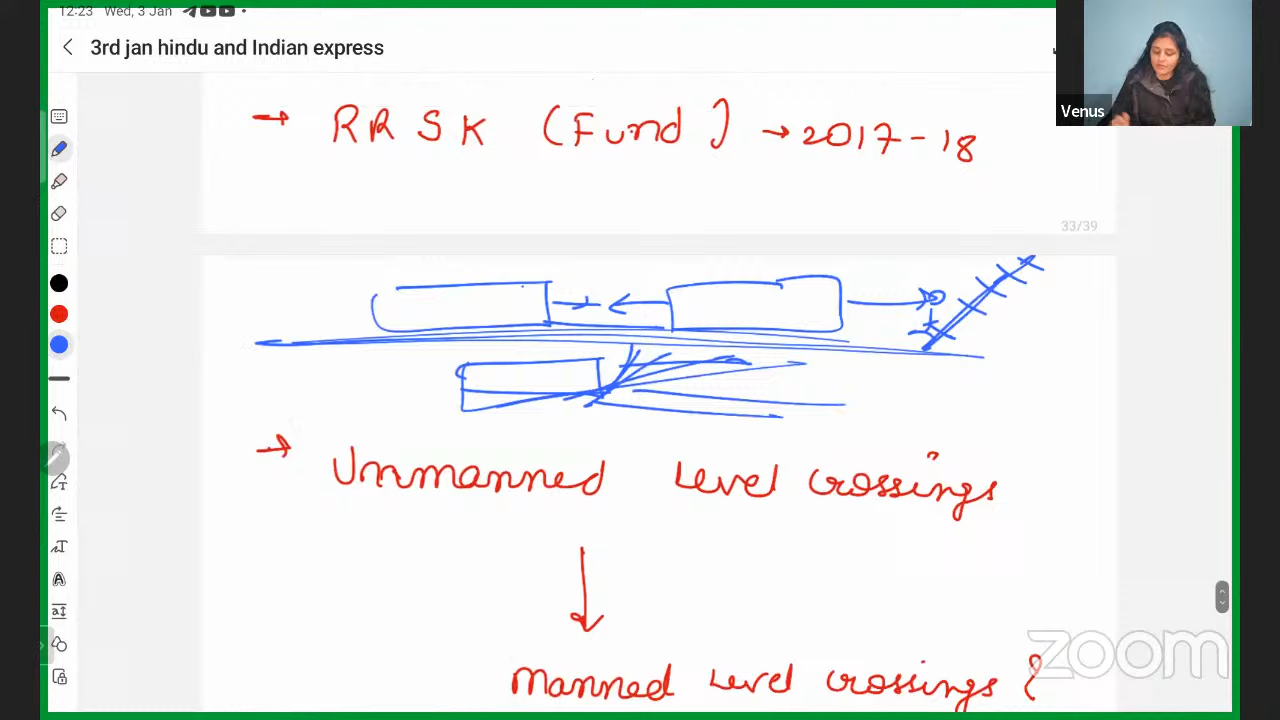 12:23 Wed, 3 Jan
3rd jan hindu and Indian express
Venus
→ RRSK (Fund) → 2017-18
33/39
→ Unmanned Level crossings
Manned Level crossings {
zoom